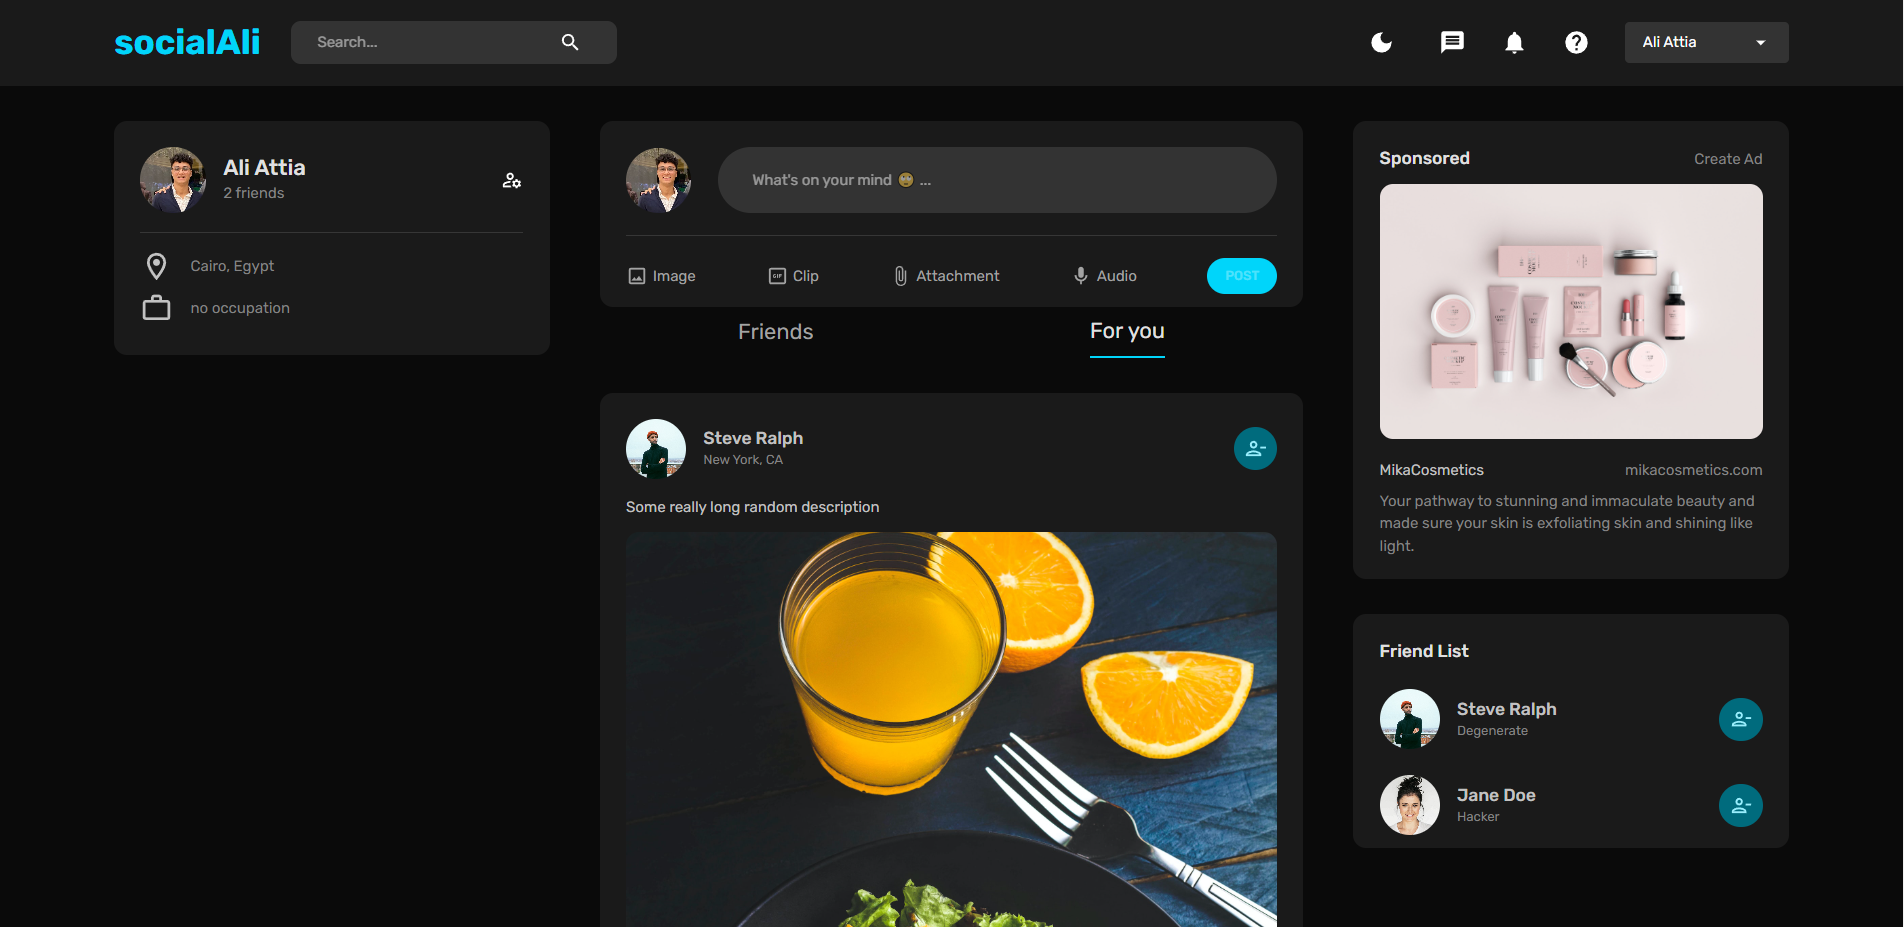 socialAli
Search...
Ali Attia
Ali Attia
2 friends
Cairo, Egypt
no occupation
What's on your mind 🙄 ...
Image
GIF
Clip
Attachment
Audio
POST
Friends
For you
Steve Ralph
New York, CA
Some really long random description
Sponsored
Create Ad
MikaCosmetics
mikacosmetics.com
Your pathway to stunning and immaculate beauty and
made sure your skin is exfoliating skin and shining like
light.
Friend List
Steve Ralph
Degenerate
Jane Doe
Hacker